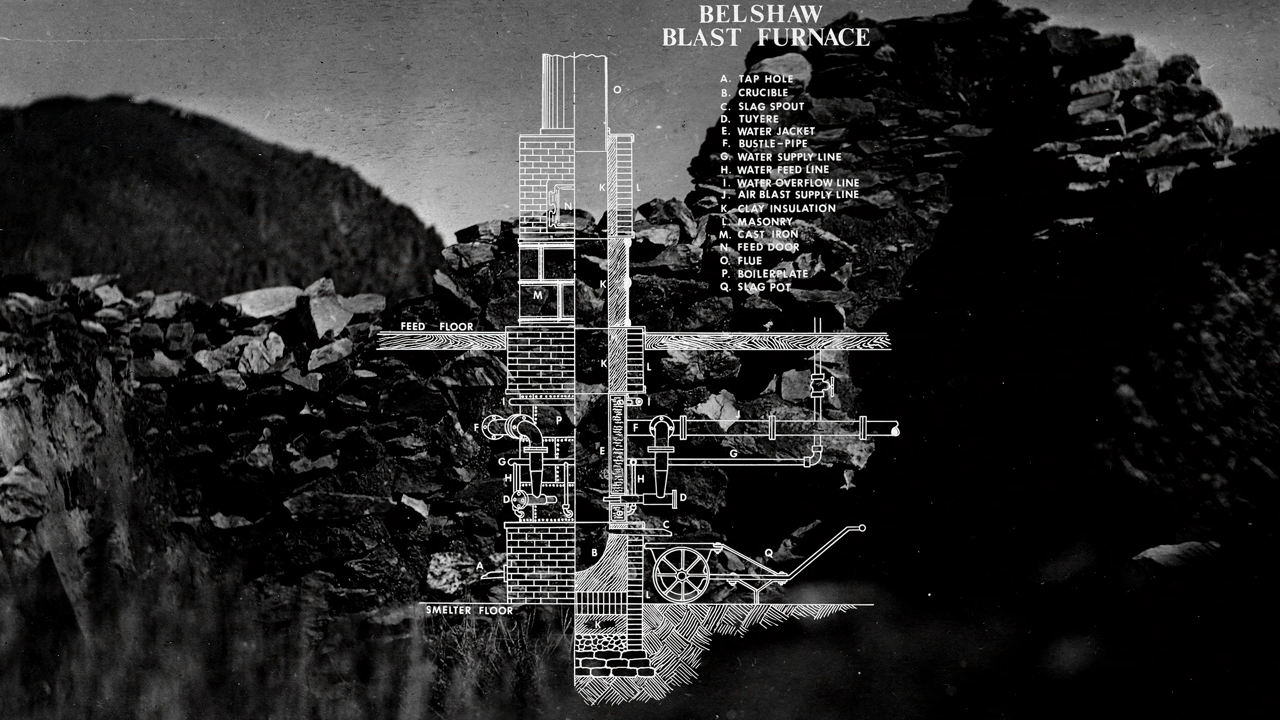 BELSHAW
BLAST FURNACE
A. TAP HOLE
B. CRUCIBLE
C. SLAG SPOUT
D. TUYERE
E. WATER JACKET
F. BUSTLE-PIPE
G. WATER SUPPLY LINE
H. WATER FEED LINE
I. WATER OVERFLOW LINE
J. AIR BLAST SUPPLY LINE
K. CLAY INSULATION
L. MASONRY
M. CAST IRON
N. FEED DOOR
O. FLUE
P. BOILERPLATE
Q. SLAG POT
O
K L
N
K
M
FEED FLOOR
K L
I I
F P F J
E G
G
H H
D D
C
B Q
A
L
SMELTER FLOOR
K